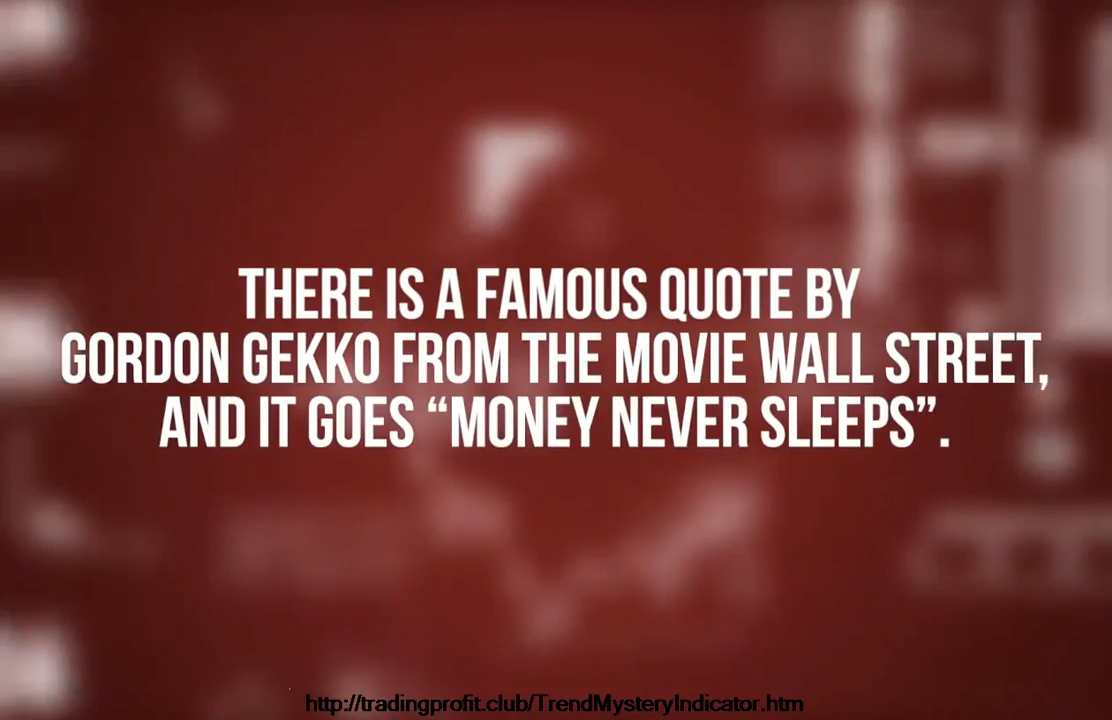 THERE IS A FAMOUS QUOTE BY
GORDON GEKKO FROM THE MOVIE WALL STREET,
AND IT GOES “MONEY NEVER SLEEPS”.
http://tradingprofit.club/TrendMysteryIndicator.htm